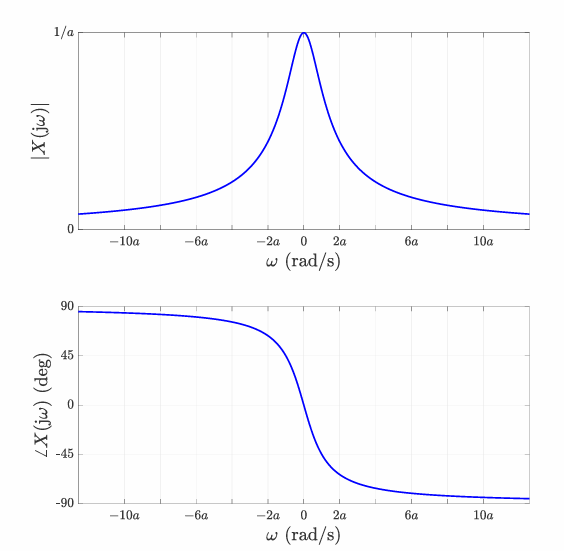 1/a
|X(jω)|
0
−10a −6a −2a 0 2a 6a 10a
ω (rad/s)
90
45
0
-45
-90
∠X(jω) (deg)
−10a −6a −2a 0 2a 6a 10a
ω (rad/s)